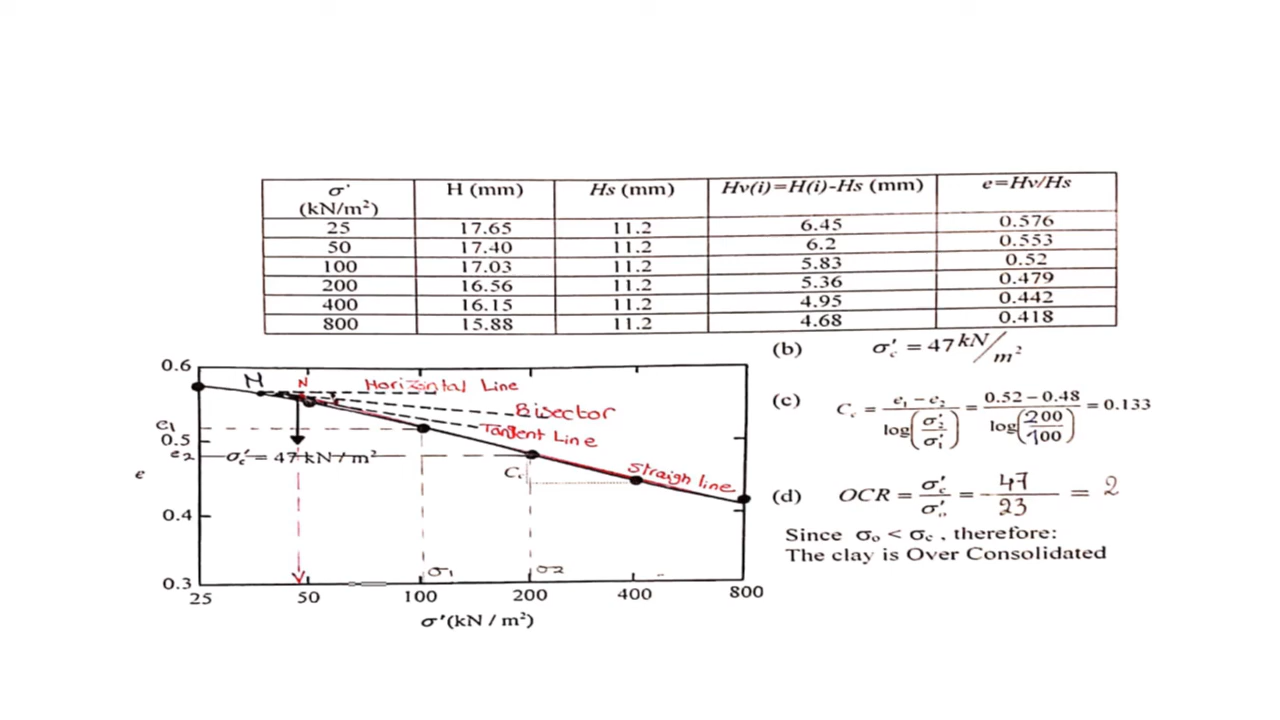 σ' (kN/m²) H (mm) Hs (mm) Hv(i)=H(i)-Hs (mm) e=Hv/Hs
25 17.65 11.2 6.45 0.576
50 17.40 11.2 6.2 0.553
100 17.03 11.2 5.83 0.52
200 16.56 11.2 5.36 0.479
400 16.15 11.2 4.95 0.442
800 15.88 11.2 4.68 0.418
(b) σ'c = 47 kN/m²
(c) Cc = (e1 − e2) / log(σ'2/σ'1) = (0.52 − 0.48) / log(200/100) = 0.133
(d) OCR = σ'c/σ'o = 47/23 = 2
Since σo < σc , therefore:
The clay is Over Consolidated
0.6
M N Horizontal Line
Bisector
e1 Tangent Line
0.5
e2 σ'c = 47 kN / m²
e Cc Straigh line
0.4
σ1 σ2
0.3
25 50 100 200 400 800
σ'(kN / m²)